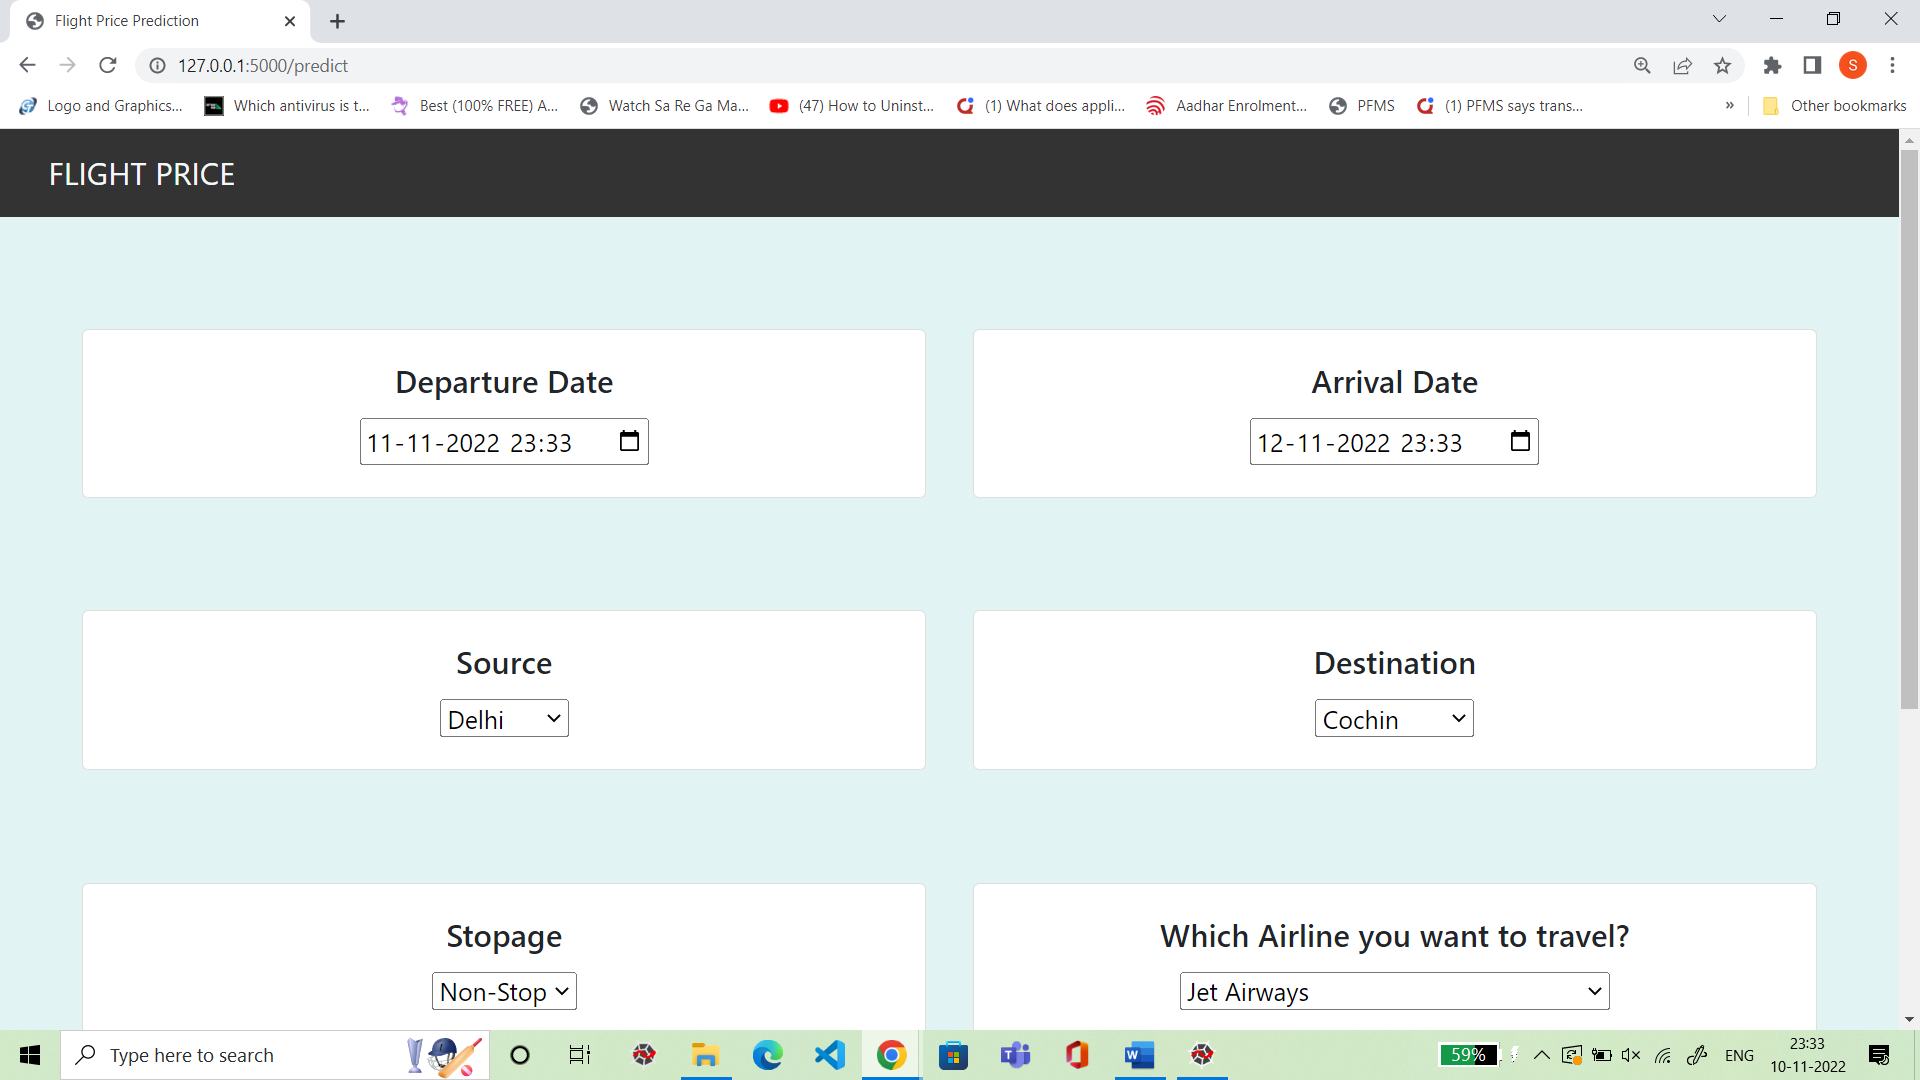 Flight Price Prediction
127.0.0.1:5000/predict
S
Logo and Graphics...
Which antivirus is t...
Best (100% FREE) A...
Watch Sa Re Ga Ma...
(47) How to Uninst...
(1) What does appli...
Aadhar Enrolment...
PFMS
(1) PFMS says trans...
»
Other bookmarks
FLIGHT PRICE
Departure Date
11-11-2022 23:33
Arrival Date
12-11-2022 23:33
Source
Delhi
Destination
Cochin
Stopage
Non-Stop
Which Airline you want to travel?
Jet Airways
Type here to search
59%
ENG
23:33
10-11-2022